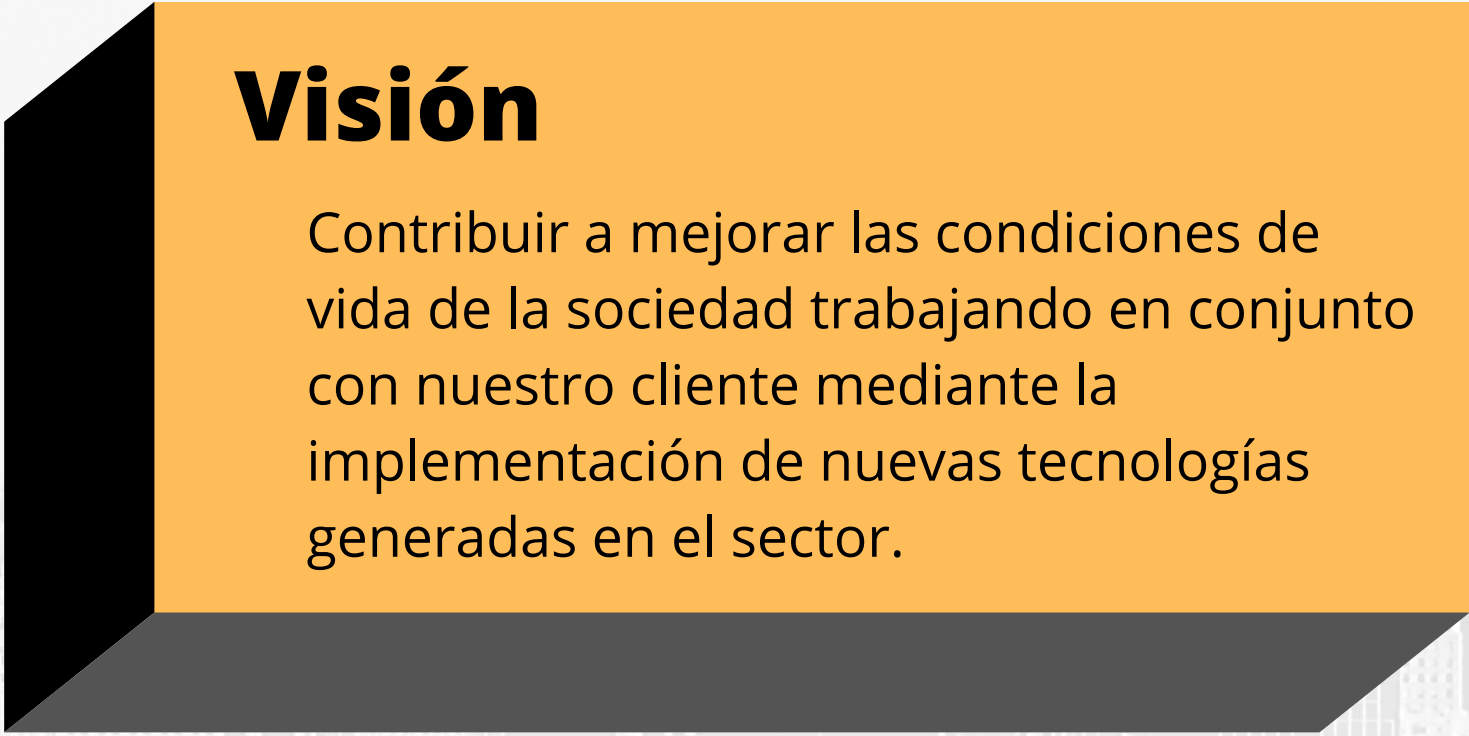 Visión
Contribuir a mejorar las condiciones de
vida de la sociedad trabajando en conjunto
con nuestro cliente mediante la
implementación de nuevas tecnologías
generadas en el sector.